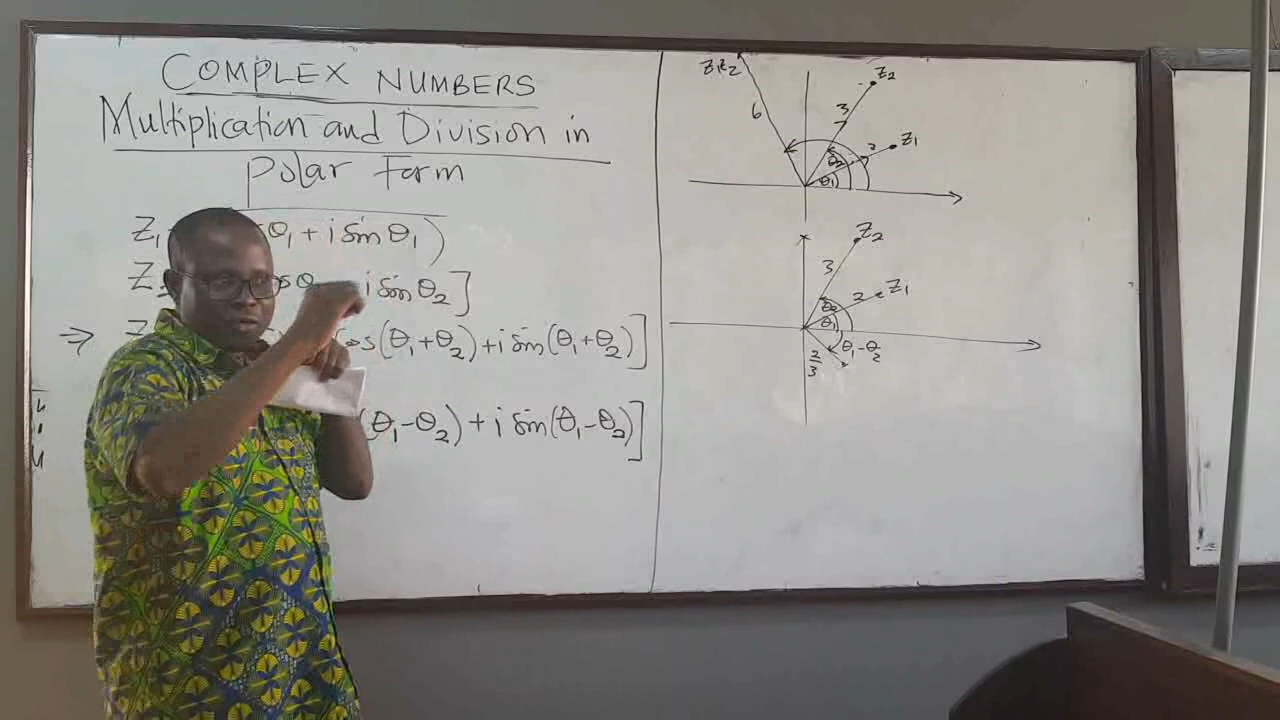 COMPLEX NUMBERS
Multiplication and Division in
Polar Form
Z₁ θ₁ + i sin θ₁)
Z i sin θ₂]
⇒ Z (θ₁+θ₂) + i sin(θ₁+θ₂)]
(θ₁-θ₂) + i sin(θ₁-θ₂)]
Z₁Z₂
6
Z₂
3
2
Z₁
θ₂
θ₁
Z₂
3
2
Z₁
θ₂
θ₁
θ₁-θ₂
2/3